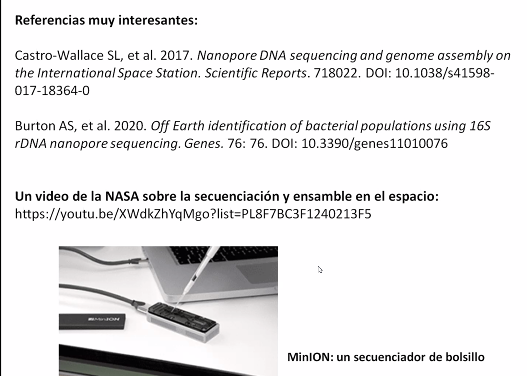 Referencias muy interesantes:
Castro-Wallace SL, et al. 2017. Nanopore DNA sequencing and genome assembly on
the International Space Station. Scientific Reports. 718022. DOI: 10.1038/s41598-
017-18364-0
Burton AS, et al. 2020. Off Earth identification of bacterial populations using 16S
rDNA nanopore sequencing. Genes. 76: 76. DOI: 10.3390/genes11010076
Un video de la NASA sobre la secuenciación y ensamble en el espacio:
https://youtu.be/XWdkZhYqMgo?list=PL8F7BC3F1240213F5
MinION
MinION: un secuenciador de bolsillo